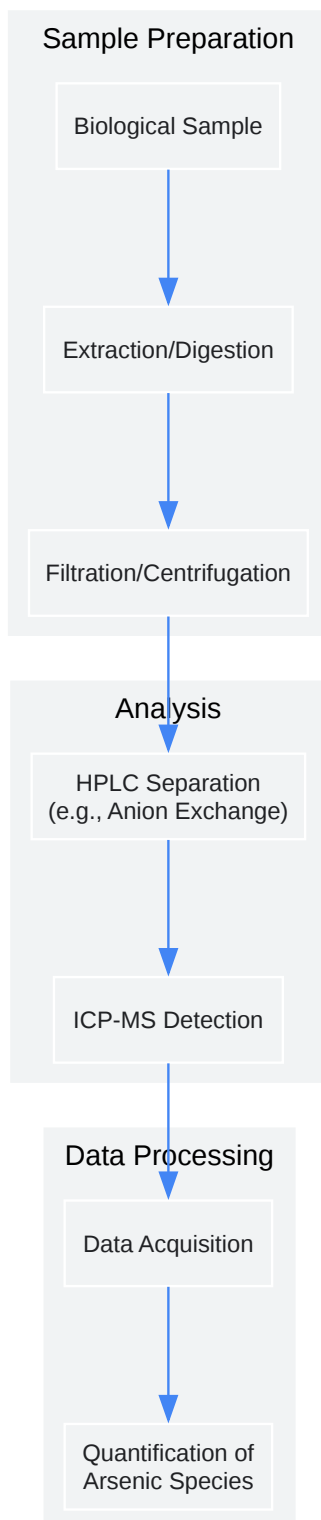 Sample Preparation
Biological Sample
Extraction/Digestion
Filtration/Centrifugation
Analysis
HPLC Separation
(e.g., Anion Exchange)
ICP-MS Detection
Data Processing
Data Acquisition
Quantification of
Arsenic Species